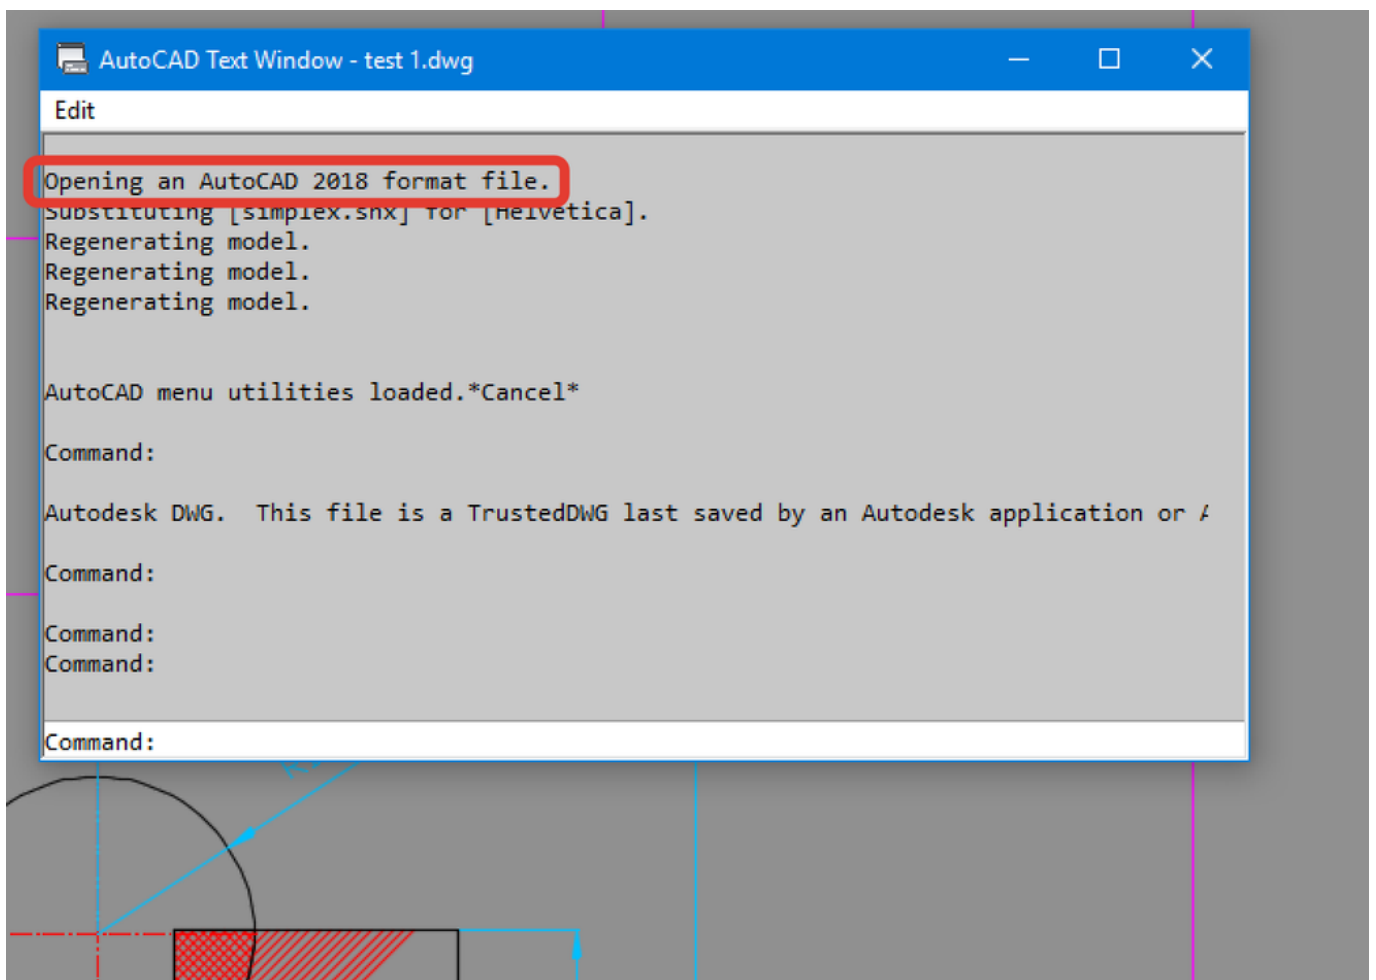 AutoCAD Text Window - test 1.dwg
Edit
Opening an AutoCAD 2018 format file.
Substituting [simplex.shx] for [Helvetica].
Regenerating model.
Regenerating model.
Regenerating model.
AutoCAD menu utilities loaded.*Cancel*
Command:
Autodesk DWG.  This file is a TrustedDWG last saved by an Autodesk application or
Command:
Command:
Command:
Command: